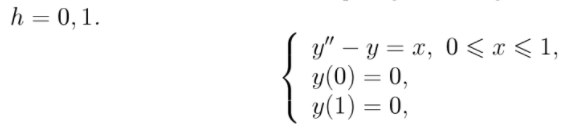 h = 0, 1.
y″ − y = x, 0 ⩽ x ⩽ 1,
y(0) = 0,
y(1) = 0,